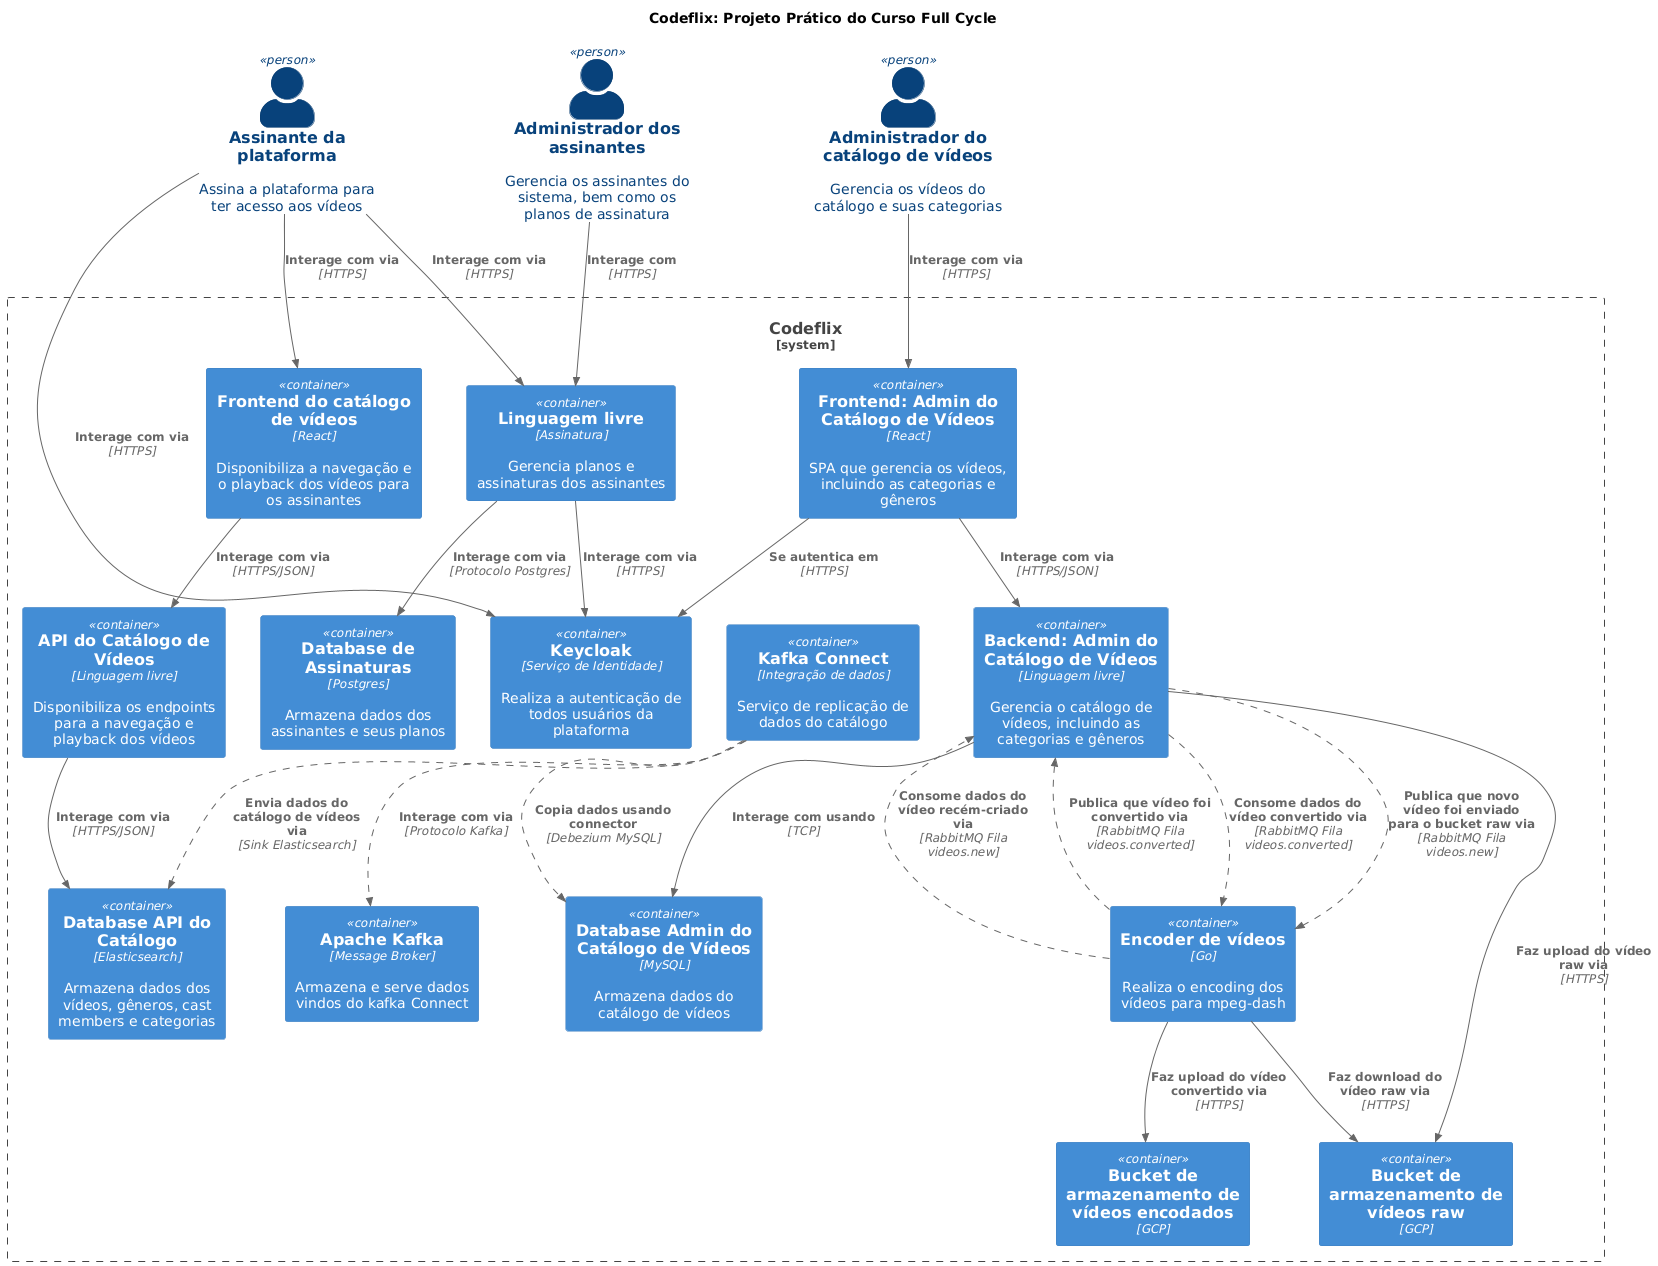 Codeflix: Projeto Prático do Curso Full Cycle
«person»
Assinante da
plataforma
Assina a plataforma para
ter acesso aos vídeos
«person»
Administrador dos
assinantes
Gerencia os assinantes do
sistema, bem como os
planos de assinatura
«person»
Administrador do
catálogo de vídeos
Gerencia os vídeos do
catálogo e suas categorias
Interage com via
[HTTPS]
Interage com via
[HTTPS]
Interage com
[HTTPS]
Interage com via
[HTTPS]
Codeflix
[system]
Interage com via
[HTTPS]
«container»
Frontend do catálogo
de vídeos
[React]
Disponibiliza a navegação e
o playback dos vídeos para
os assinantes
«container»
Linguagem livre
[Assinatura]
Gerencia planos e
assinaturas dos assinantes
«container»
Frontend: Admin do
Catálogo de Vídeos
[React]
SPA que gerencia os vídeos,
incluindo as categorias e
gêneros
Interage com via
[HTTPS/JSON]
Interage com via
[Protocolo Postgres]
Interage com via
[HTTPS]
Se autentica em
[HTTPS]
Interage com via
[HTTPS/JSON]
«container»
API do Catálogo de
Vídeos
[Linguagem livre]
Disponibiliza os endpoints
para a navegação e
playback dos vídeos
«container»
Database de
Assinaturas
[Postgres]
Armazena dados dos
assinantes e seus planos
«container»
Keycloak
[Serviço de Identidade]
Realiza a autenticação de
todos usuários da
plataforma
«container»
Kafka Connect
[Integração de dados]
Serviço de replicação de
dados do catálogo
«container»
Backend: Admin do
Catálogo de Vídeos
[Linguagem livre]
Gerencia o catálogo de
vídeos, incluindo as
categorias e gêneros
Interage com via
[HTTPS/JSON]
Envia dados do
catálogo de vídeos
via
[Sink Elasticsearch]
Interage com via
[Protocolo Kafka]
Copia dados usando
connector
[Debezium MySQL]
Interage com usando
[TCP]
Consome dados do
vídeo recém-criado
via
[RabbitMQ Fila
videos.new]
Publica que vídeo foi
convertido via
[RabbitMQ Fila
videos.converted]
Consome dados do
vídeo convertido via
[RabbitMQ Fila
videos.converted]
Publica que novo
vídeo foi enviado
para o bucket raw via
[RabbitMQ Fila
videos.new]
«container»
Database API do
Catálogo
[Elasticsearch]
Armazena dados dos
vídeos, gêneros, cast
members e categorias
«container»
Apache Kafka
[Message Broker]
Armazena e serve dados
vindos do kafka Connect
«container»
Database Admin do
Catálogo de Vídeos
[MySQL]
Armazena dados do
catálogo de vídeos
«container»
Encoder de vídeos
[Go]
Realiza o encoding dos
vídeos para mpeg-dash
Faz upload do vídeo
raw via
[HTTPS]
Faz upload do vídeo
convertido via
[HTTPS]
Faz download do
vídeo raw via
[HTTPS]
«container»
Bucket de
armazenamento de
vídeos encodados
[GCP]
«container»
Bucket de
armazenamento de
vídeos raw
[GCP]